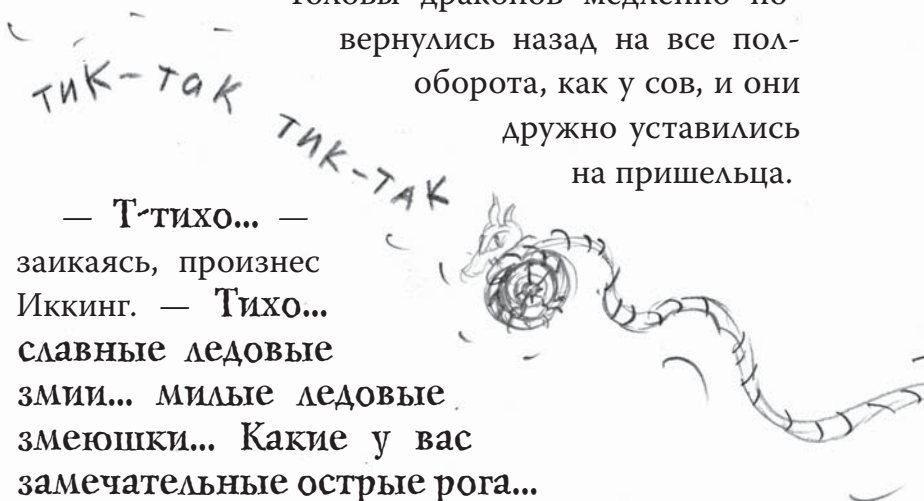 вернулись назад на все пол-
оборота, как у сов, и они
дружно уставились
на пришельца.
тик-так тик-так
— Т-тихо... —
заикаясь, произнес
Иккинг. — Тихо...
славные ледовые
змии... милые ледовые
змеюшки... Какие у вас
замечательные острые рога...